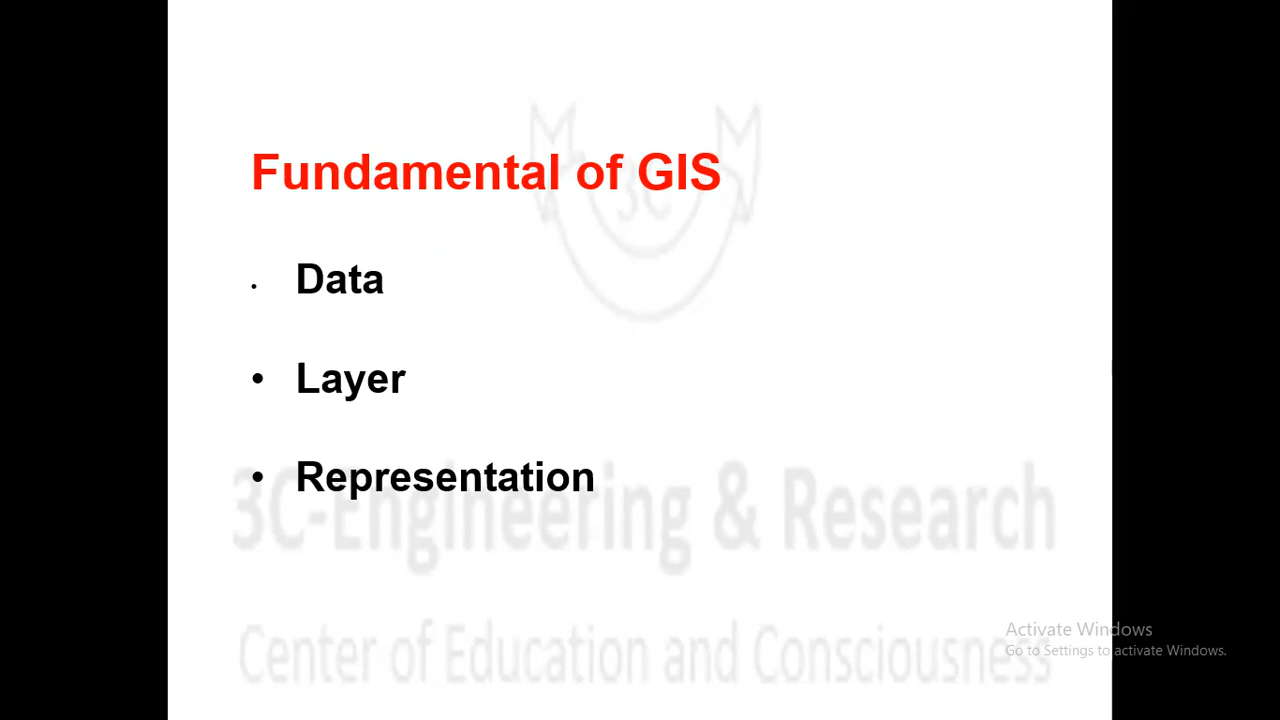 3C
Fundamental of GIS
. Data
• Layer
• Representation
3C-Engineering & Research
Center of Education and Consciousness
Activate Windows
Go to Settings to activate Windows.